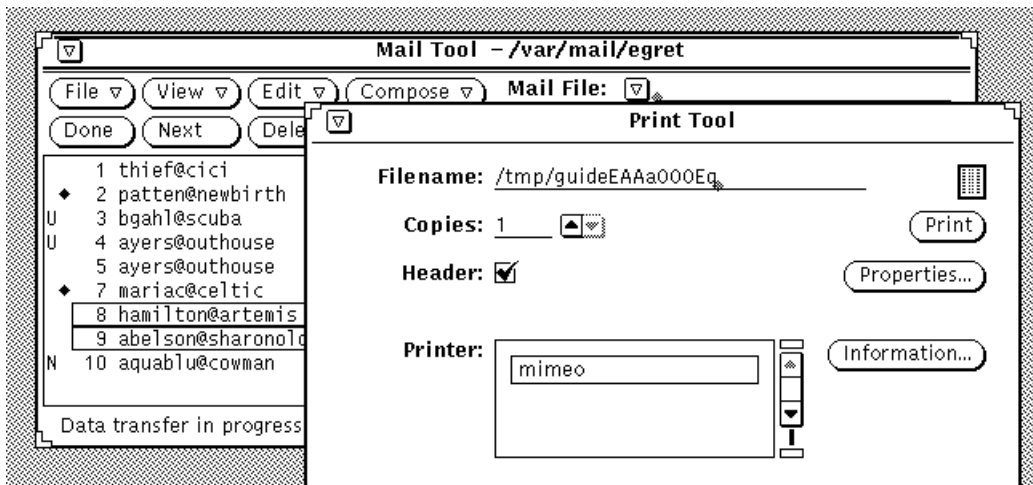 Mail Tool - /var/mail/egret
File View Edit Compose Mail File:
Done Next Dele
Print Tool
1 thief@cici
2 patten@newbirth
U 3 bgahl@scuba
U 4 ayers@outhouse
5 ayers@outhouse
7 mariac@celtic
8 hamilton@artemis
9 abelson@sharonolo
N 10 aquablu@cowman
Data transfer in progress
Filename: /tmp/guideEAAa000Eq
Copies: 1
Print
Header:
Properties...
Printer:
mimeo
Information...